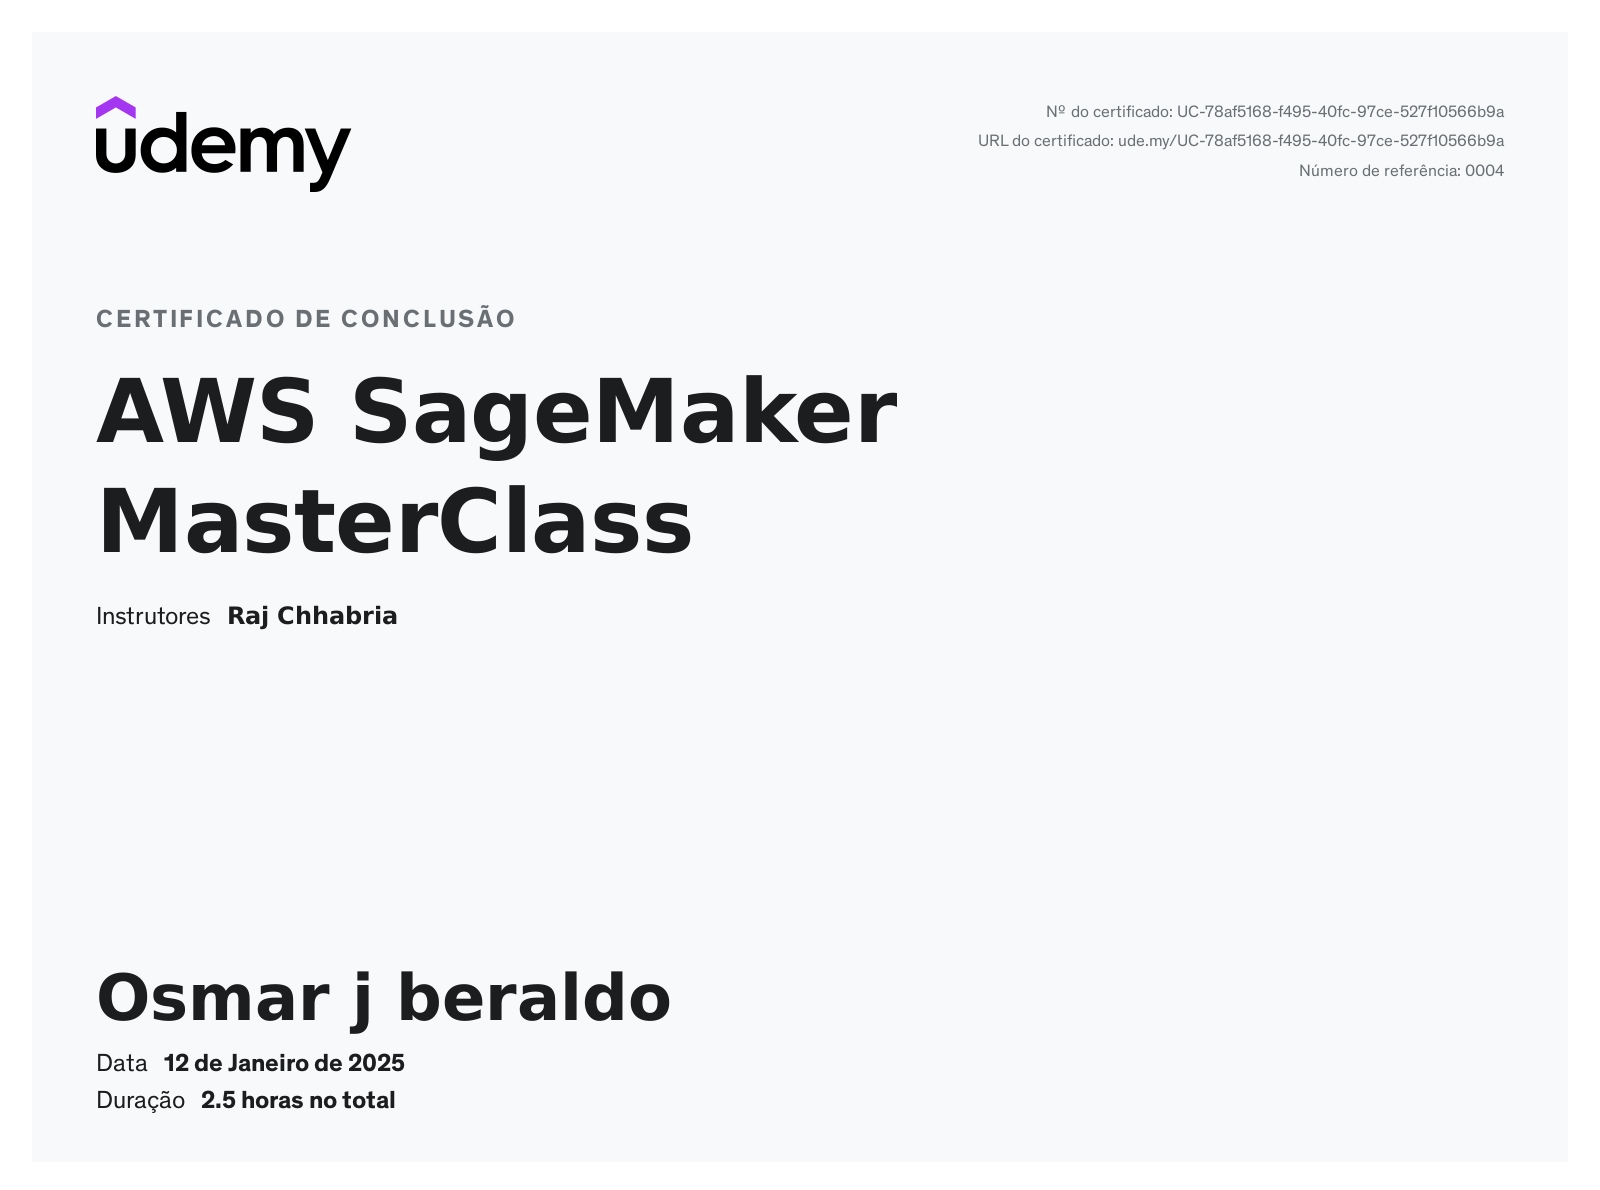 udemy
Nº do certificado: UC-78af5168-f495-40fc-97ce-527f10566b9a
URL do certificado: ude.my/UC-78af5168-f495-40fc-97ce-527f10566b9a
Número de referência: 0004
CERTIFICADO DE CONCLUSÃO
AWS SageMaker
MasterClass
Instrutores Raj Chhabria
Osmar j beraldo
Data 12 de Janeiro de 2025
Duração 2.5 horas no total